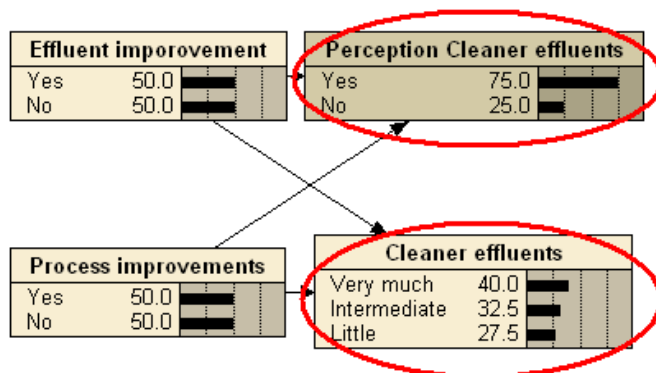 Effluent imporovement
Yes 50.0
No 50.0
Perception Cleaner effluents
Yes 75.0
No 25.0
Process improvements
Yes 50.0
No 50.0
Cleaner effluents
Very much 40.0
Intermediate 32.5
Little 27.5